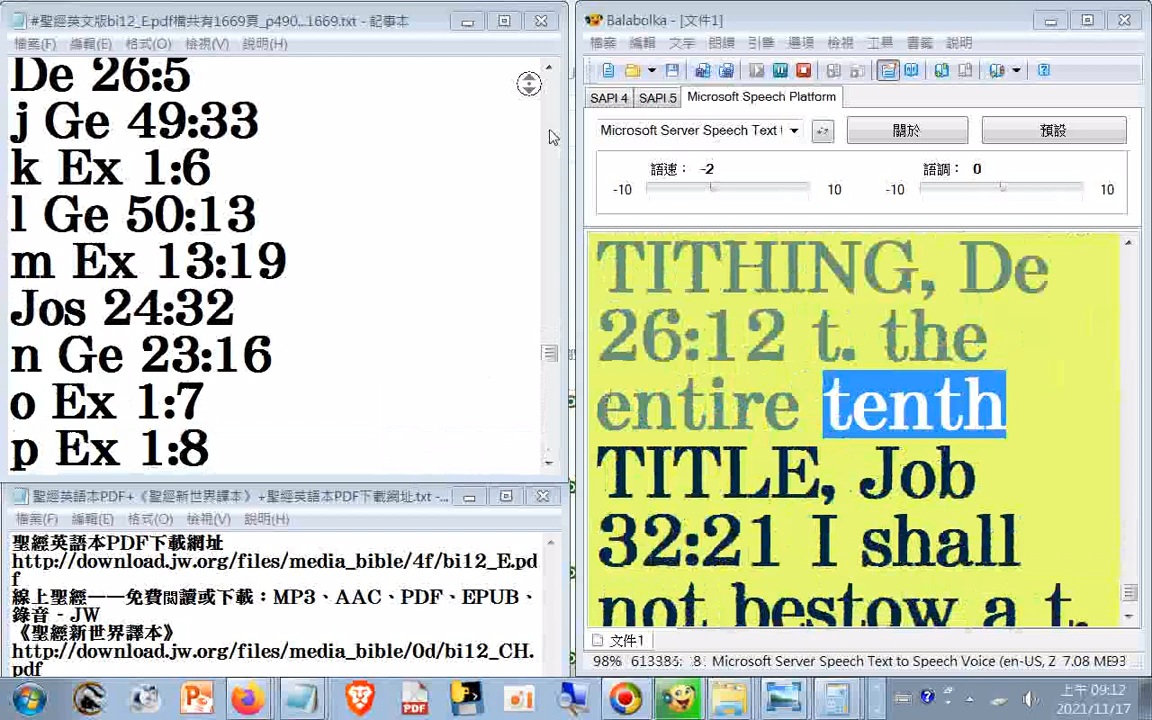 #聖經英文版bi12_E.pdf檔共有1669頁_p490,..1669.txt - 記事本
檔案(F) 編輯(E) 格式(O) 檢視(V) 說明(H)
De 26:5
j Ge 49:33
k Ex 1:6
l Ge 50:13
m Ex 13:19
Jos 24:32
n Ge 23:16
o Ex 1:7
p Ex 1:8
聖經英語本PDF+《聖經新世界譯本》+聖經英語本PDF下載網址.txt - ...
檔案(F) 編輯(E) 格式(O) 檢視(V) 說明(H)
聖經英語本PDF下載網址
http://download.jw.org/files/media_bible/4f/bi12_E.pd
f
線上聖經——免費閱讀或下載：MP3、AAC、PDF、EPUB、
錄音 - JW
《聖經新世界譯本》
http://download.jw.org/files/media_bible/0d/bi12_CH.
pdf
Balabolka - [文件1]
檔案 編輯 文字 朗讀 引擎 選項 檢視 工具 書籤 說明
SAPI 4 SAPI 5 Microsoft Speech Platform
Microsoft Server Speech Text 關於 預設
語速： -2 語調： 0
-10 10 -10 10
TITHING, De
26:12 t. the
entire tenth
TITLE, Job
32:21 I shall
not bestow a t.
文件1
98% Microsoft Server Speech Text to Speech Voice (en-US, Z 7.08 ME
PDF
上午 09:12
2021/11/17